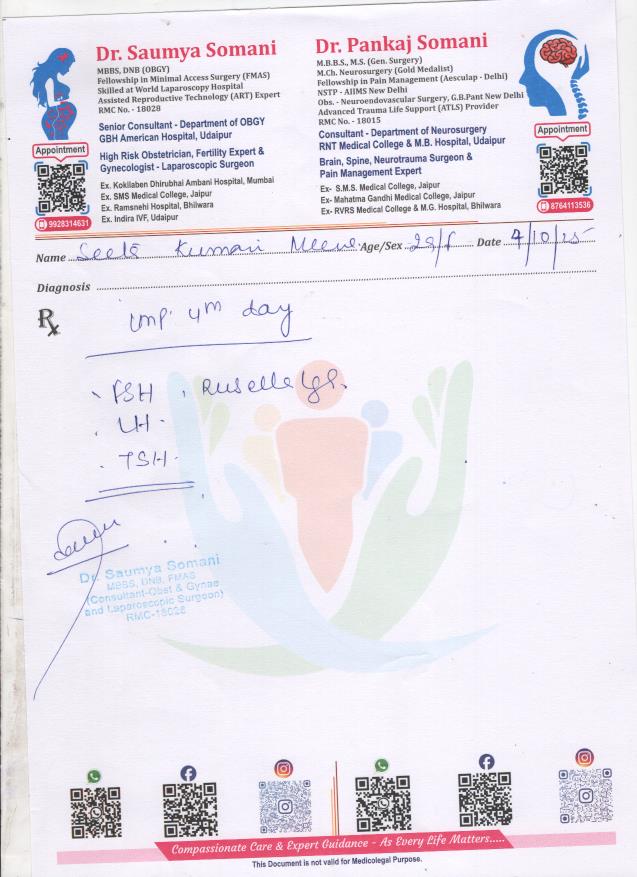 Dr. Saumya Somani
MBBS, DNB (OBGY)
Fellowship in Minimal Access Surgery (FMAS)
Skilled at World Laparoscopy Hospital
Assisted Reproductive Technology (ART) Expert
RMC No. - 18028
Senior Consultant - Department of OBGY
GBH American Hospital, Udaipur
High Risk Obstetrician, Fertility Expert &
Gynecologist - Laparoscopic Surgeon
Ex. Kokilaben Dhirubhai Ambani Hospital, Mumbai
Ex. SMS Medical College, Jaipur
Ex. Ramsnehi Hospital, Bhilwara
Ex. Indira IVF, Udaipur
Appointment
9928314631
Dr. Pankaj Somani
M.B.B.S., M.S. (Gen. Surgery)
M.Ch. Neurosurgery (Gold Medalist)
Fellowship in Pain Management (Aesculap - Delhi)
NSTP - AIIMS New Delhi
Obs. - Neuroendovascular Surgery, G.B.Pant New Delhi
Advanced Trauma Life Support (ATLS) Provider
RMC No. - 18015
Consultant - Department of Neurosurgery
RNT Medical College & M.B. Hospital, Udaipur
Brain, Spine, Neurotrauma Surgeon &
Pain Management Expert
Ex- S.M.S. Medical College, Jaipur
Ex- Mahatma Gandhi Medical College, Jaipur
Ex- RVRS Medical College & M.G. Hospital, Bhilwara
Appointment
8764113536
Name Seeta Kumari Age/Sex 29/f Date 4/10/25
Diagnosis
Rx
LMP: 4th day
FSH
LH
TSH
Dr. Saumya Somani
MBBS, DNB, FMAS
(Consultant-Obst & Gynae
and Laparoscopic Surgeon)
RMC-18028
Compassionate Care & Expert Guidance - As Every Life Matters.....
This Document is not valid for Medicolegal Purpose.